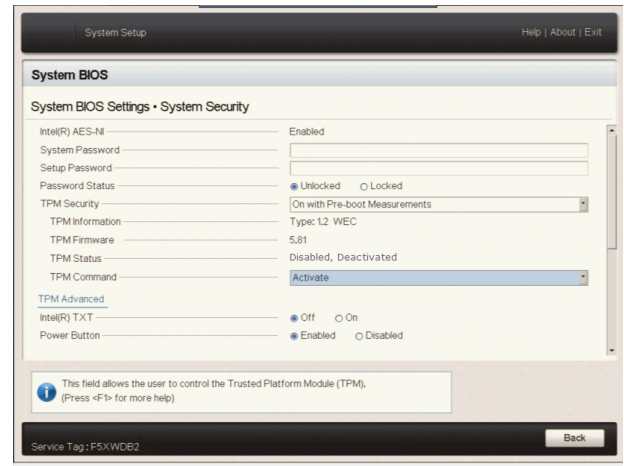 System Setup
Help | About | Exit
System BIOS
System BIOS Settings • System Security
Intel(R) AES-NI Enabled
System Password
Setup Password
Password Status Unlocked Locked
TPM Security On with Pre-boot Measurements
TPM Information Type: 1.2 WEC
TPM Firmware 5.81
TPM Status Disabled, Deactivated
TPM Command Activate
TPM Advanced
Intel(R) TXT Off On
Power Button Enabled Disabled
This field allows the user to control the Trusted Platform Module (TPM).
(Press <F1> for more help)
Service Tag : F5XWDB2
Back